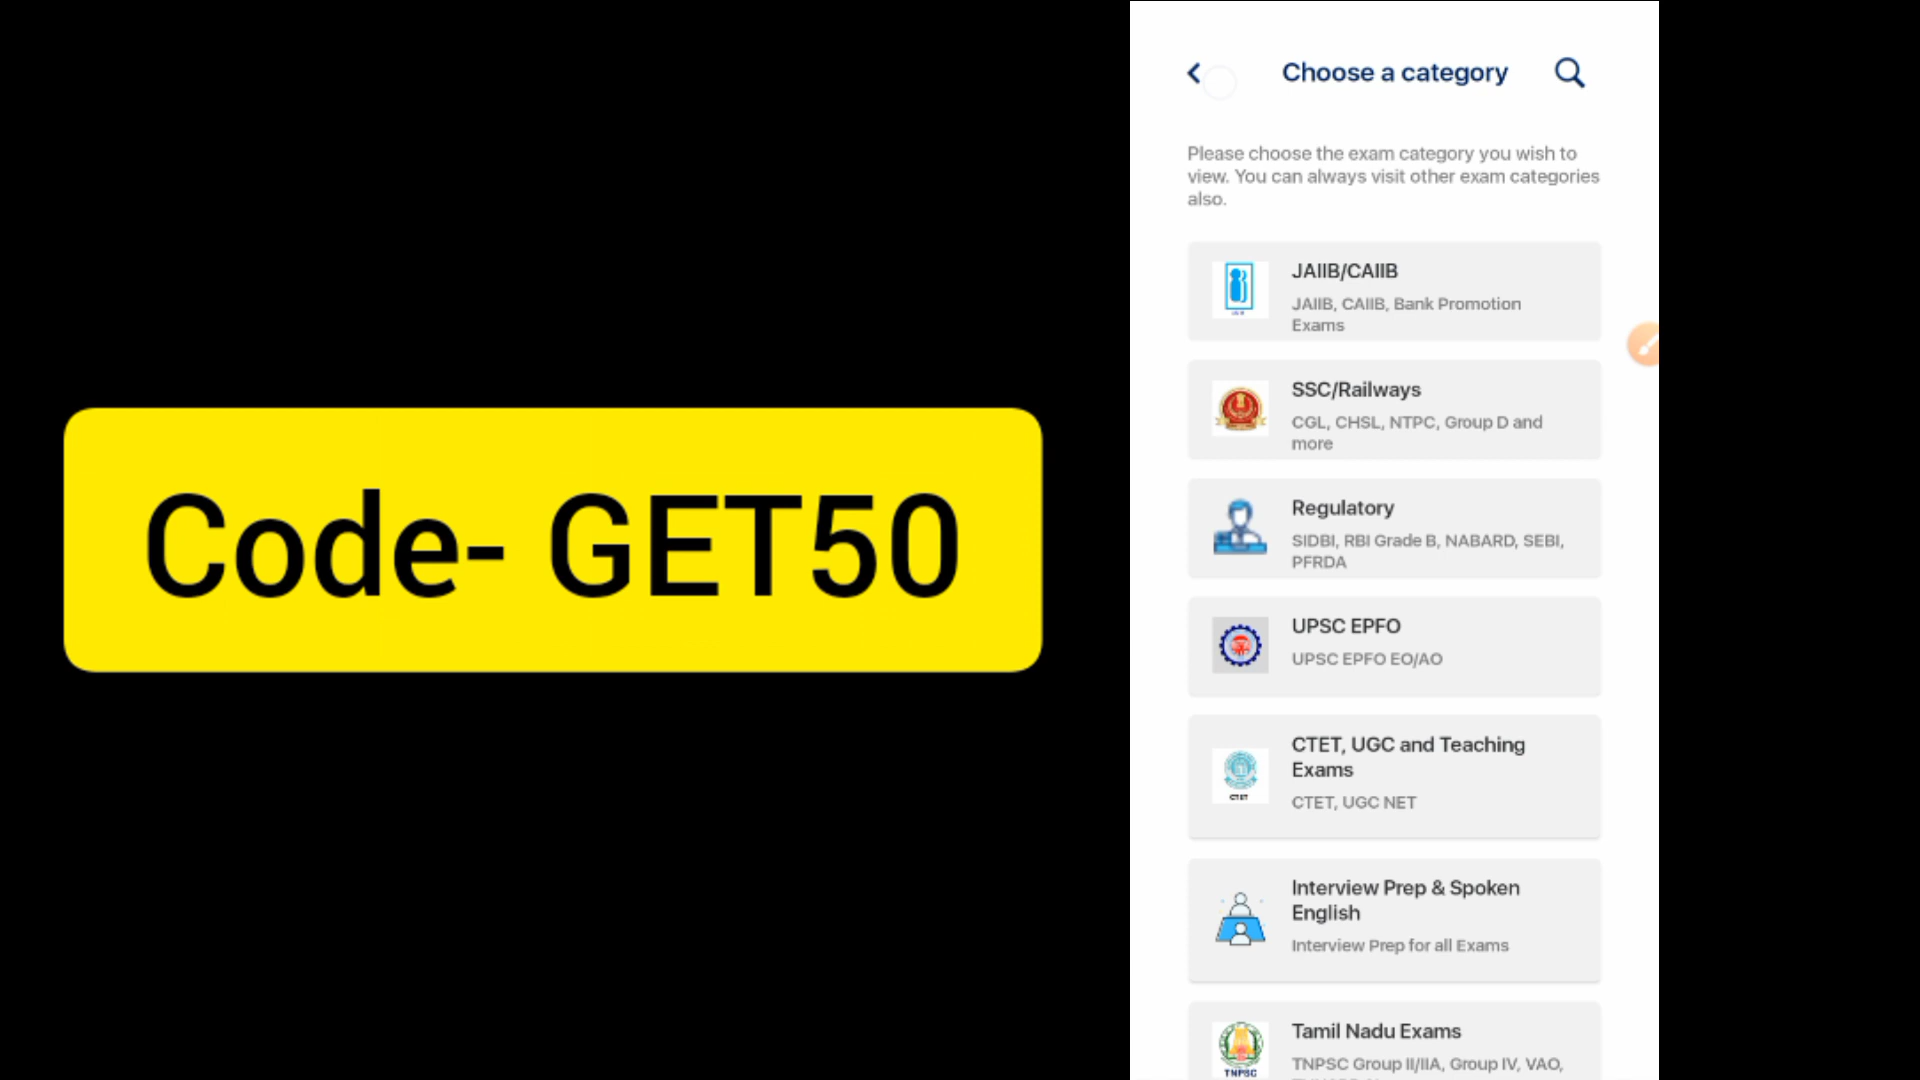 Code- GET50
Choose a category
Please choose the exam category you wish to
view. You can always visit other exam categories
also.
JAIIB/CAIIB
JAIIB, CAIIB, Bank Promotion
Exams
SSC/Railways
CGL, CHSL, NTPC, Group D and
more
Regulatory
SIDBI, RBI Grade B, NABARD, SEBI,
PFRDA
UPSC EPFO
UPSC EPFO EO/AO
CTET, UGC and Teaching
Exams
CTET
CTET, UGC NET
Interview Prep & Spoken
English
Interview Prep for all Exams
Tamil Nadu Exams
TNPSC
TNPSC Group II/IIA, Group IV, VAO,